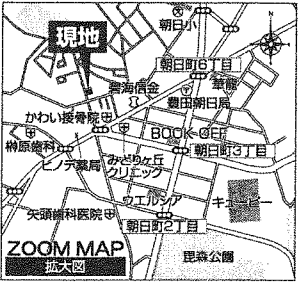 現地
朝日小
N
朝日町6丁目
碧海信金
華龍
豊田朝日局
かわい接骨院
BOOK-OFF
榊原歯科
朝日町3丁目
ヒノデ薬局
みどりヶ丘
クリニック
ウエルシア
キューピー
矢頭歯科医院
朝日町2丁目
ZOOM MAP
拡大図
毘森公園